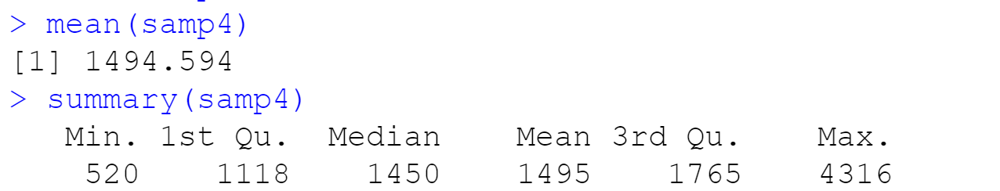 > mean(samp4)
[1] 1494.594
> summary(samp4)
Min. 1st Qu. Median Mean 3rd Qu. Max.
520 1118 1450 1495 1765 4316